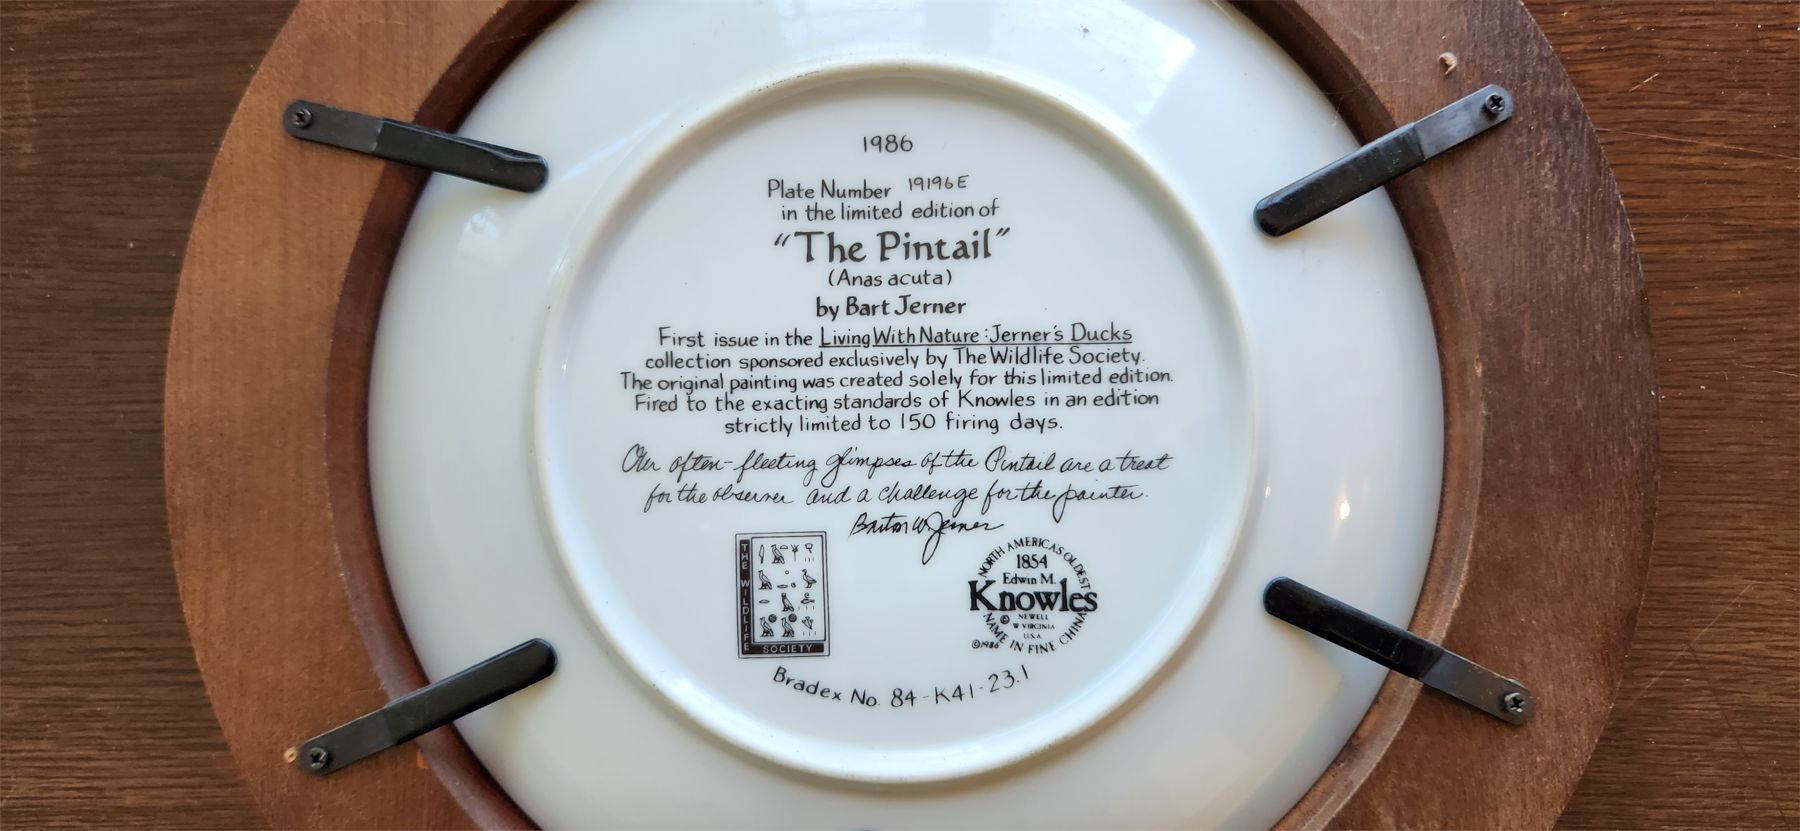 1986
Plate Number 19196E
in the limited edition of
"The Pintail"
(Anas acuta)
by Bart Jerner
First issue in the Living With Nature: Jerner's Ducks
collection sponsored exclusively by The Wildlife Society.
The original painting was created solely for this limited edition.
Fired to the exacting standards of Knowles in an edition
strictly limited to 150 firing days.
Our often-fleeting glimpses of the Pintail are a treat
for the observer and a challenge for the painter.
Barton W. Jerner
THE WILDLIFE
SOCIETY
NORTH AMERICA'S OLDEST
1854
Edwin M.
Knowles
©
NEWELL
W VIRGINIA
U.S.A.
NAME IN FINE CHINA
©1986
Bradex No. 84-K41-23.1